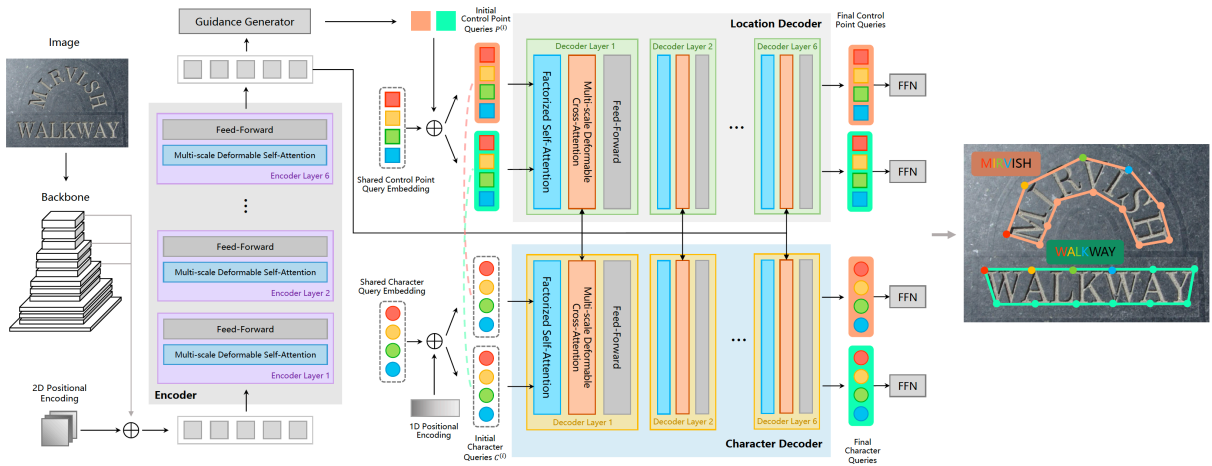 Image
MIRVISH
WALKWAY
Backbone
2D Positional
Encoding
Guidance Generator
Feed-Forward
Multi-scale Deformable Self-Attention
Encoder Layer 6
Feed-Forward
Multi-scale Deformable Self-Attention
Encoder Layer 2
Feed-Forward
Multi-scale Deformable Self-Attention
Encoder Layer 1
Encoder
Initial
Control Point
Queries P⁽ⁱ⁾
Shared Control Point
Query Embedding
Shared Character
Query Embedding
1D Positional
Encoding
Initial
Character
Queries C⁽ⁱ⁾
Location Decoder
Decoder Layer 1
Decoder Layer 2
Decoder Layer 6
Factorized Self-Attention
Multi-scale Deformable
Cross-Attention
Feed-Forward
Factorized Self-Attention
Multi-scale Deformable
Cross-Attention
Feed-Forward
Decoder Layer 1
Decoder Layer 2
Decoder Layer 6
Character Decoder
Final Control
Point Queries
FFN
FFN
FFN
FFN
Final
Character
Queries
MIRVISH
MIRVISH
WALKWAY
WALKWAY